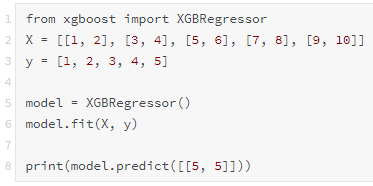 1 from xgboost import XGBRegressor
2 X = [[1, 2], [3, 4], [5, 6], [7, 8], [9, 10]]
3 y = [1, 2, 3, 4, 5]
4
5 model = XGBRegressor()
6 model.fit(X, y)
7
8 print(model.predict([[5, 5]]))